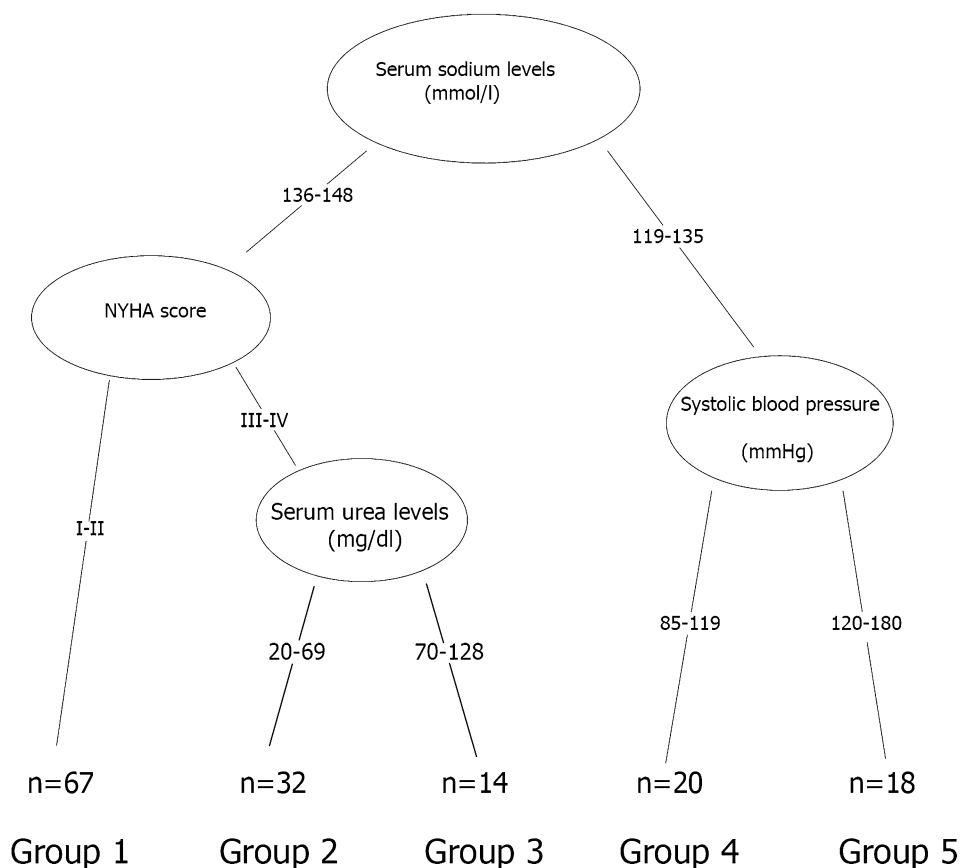 Serum sodium levels
(mmol/l)
136-148
119-135
NYHA score
Systolic blood pressure
(mmHg)
III-IV
Serum urea levels
(mg/dl)
I-II
85-119
120-180
20-69
70-128
n=67
n=32
n=14
n=20
n=18
Group 1
Group 2
Group 3
Group 4
Group 5